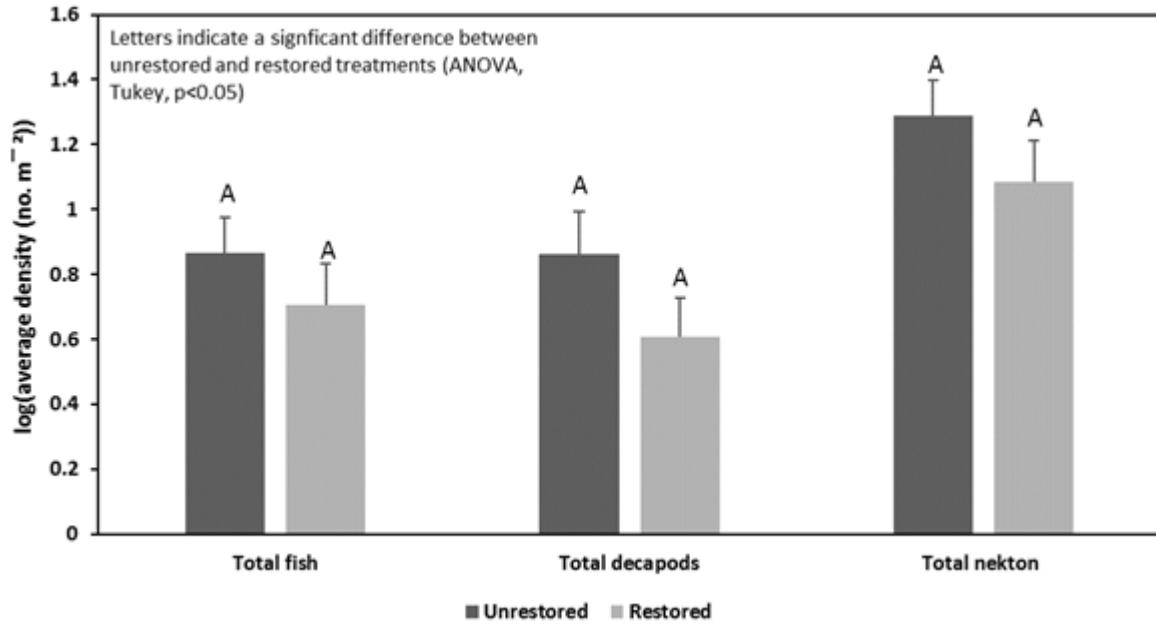 1.6
Letters indicate a signficant difference between
unrestored and restored treatments (ANOVA,
Tukey, p<0.05)
1.4
1.2
1
0.8
0.6
0.4
0.2
0
log(average density (no. m⁻ ²))
A
A
A
A
A
A
Total fish
Total decapods
Total nekton
Unrestored
Restored